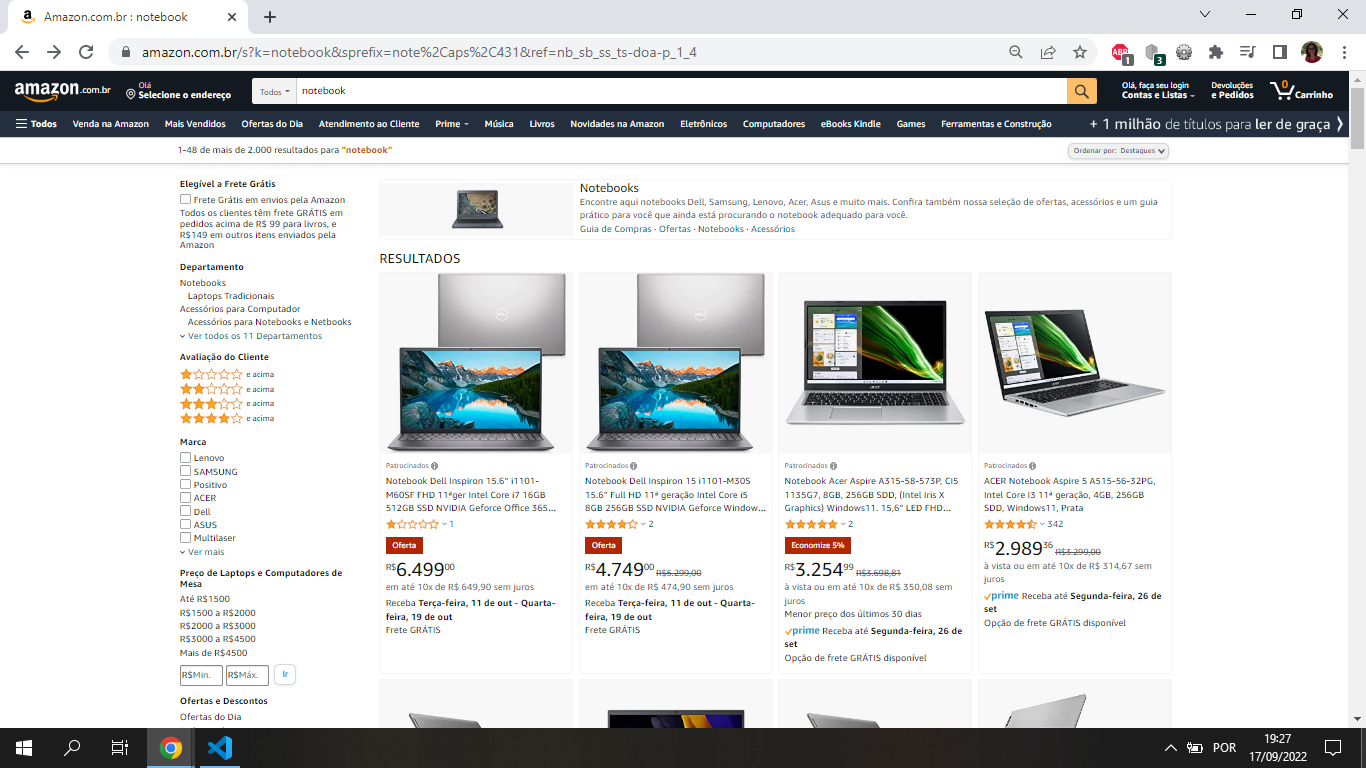 Amazon.com.br : notebook
amazon.com.br/s?k=notebook&sprefix=note%2Caps%2C431&ref=nb_sb_ss_ts-doa-p_1_4
ABP
1
3
amazon.com.br
Olá
Selecione o endereço
Todos
notebook
Olá, faça seu login
Contas e Listas
Devoluções
e Pedidos
0
Carrinho
Todos
Venda na Amazon
Mais Vendidos
Ofertas do Dia
Atendimento ao Cliente
Prime
Música
Livros
Novidades na Amazon
Eletrônicos
Computadores
eBooks Kindle
Games
Ferramentas e Construção
+ 1 milhão de títulos para ler de graça
1-48 de mais de 2.000 resultados para "notebook"
Ordenar por: Destaques
Elegível a Frete Grátis
Frete Grátis em envios pela Amazon
Todos os clientes têm frete GRÁTIS em
pedidos acima de R$ 99 para livros, e
R$149 em outros itens enviados pela
Amazon
Departamento
Notebooks
Laptops Tradicionais
Acessórios para Computador
Acessórios para Notebooks e Netbooks
Ver todos os 11 Departamentos
Avaliação do Cliente
e acima
e acima
e acima
e acima
Marca
Lenovo
SAMSUNG
Positivo
ACER
Dell
ASUS
Multilaser
Ver mais
Preço de Laptops e Computadores de
Mesa
Até R$1500
R$1500 a R$2000
R$2000 a R$3000
R$3000 a R$4500
Mais de R$4500
R$Mín.
R$Máx.
Ir
Ofertas e Descontos
Ofertas do Dia
Notebooks
Encontre aqui notebooks Dell, Samsung, Lenovo, Acer, Asus e muito mais. Confira também nossa seleção de ofertas, acessórios e um guia
prático para você que ainda está procurando o notebook adequado para você.
Guia de Compras · Ofertas · Notebooks · Acessórios
RESULTADOS
Patrocinados
Notebook Dell Inspiron 15.6" i1101-
M60SF FHD 11ªger Intel Core i7 16GB
512GB SSD NVIDIA Geforce Office 365...
1
Oferta
R$6.49900
em até 10x de R$ 649,90 sem juros
Receba Terça-feira, 11 de out - Quarta-
feira, 19 de out
Frete GRÁTIS
Patrocinados
Notebook Dell Inspiron 15 i1101-M30S
15.6" Full HD 11ª geração Intel Core i5
8GB 256GB SSD NVIDIA Geforce Window...
2
Oferta
R$4.74900 R$5.299,00
em até 10x de R$ 474,90 sem juros
Receba Terça-feira, 11 de out - Quarta-
feira, 19 de out
Frete GRÁTIS
Patrocinados
Notebook Acer Aspire A315-58-573P, CI5
1135G7, 8GB, 256GB SDD, (Intel Iris X
Graphics) Windows11. 15,6" LED FHD...
2
Economize 5%
R$3.25499 R$3.698,81
à vista ou em até 10x de R$ 350,08 sem
juros
Menor preço dos últimos 30 dias
prime Receba até Segunda-feira, 26 de
set
Opção de frete GRÁTIS disponível
Patrocinados
ACER Notebook Aspire 5 A515-56-32PG,
Intel Core I3 11ª geração, 4GB, 256GB
SDD, Windows11, Prata
342
R$2.98936 R$3.299,00
à vista ou em até 10x de R$ 314,67 sem
juros
prime Receba até Segunda-feira, 26 de
set
Opção de frete GRÁTIS disponível
POR
19:27
17/09/2022